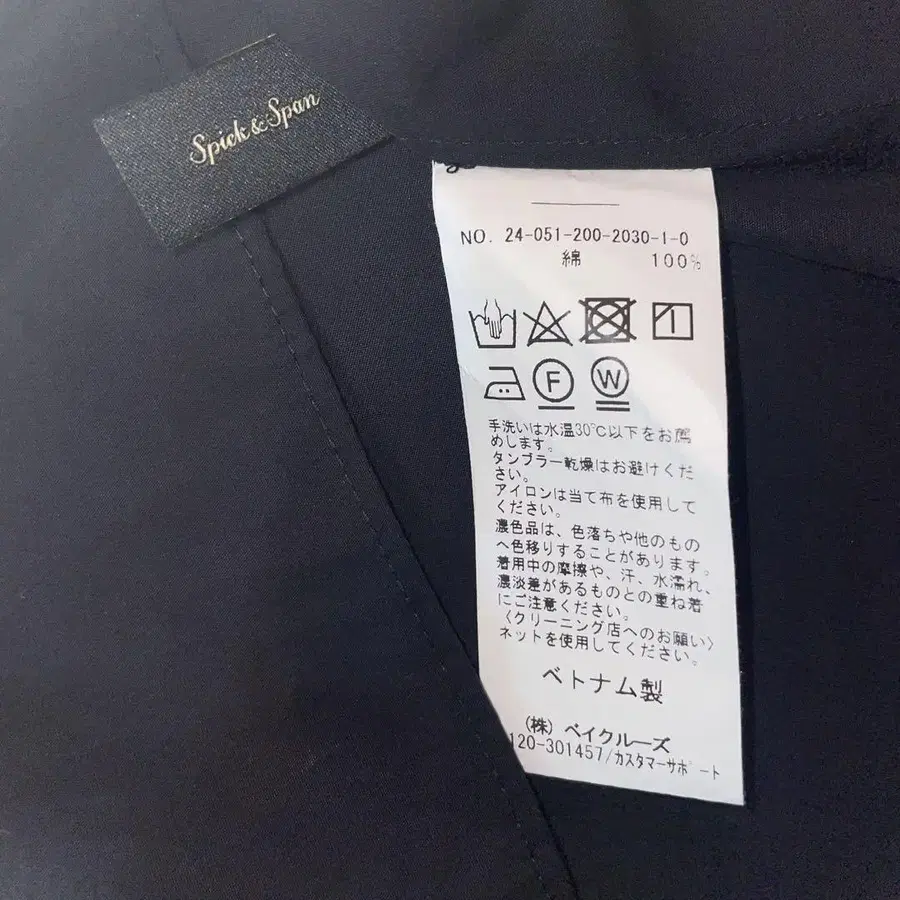 Spick & Span
NO. 24-051-200-2030-1-0
綿 100%
F W
手洗いは水温30℃以下をお薦
めします。
タンブラー乾燥はお避けくだ
さい。
アイロンは当て布を使用して
ください。
濃色品は、色落ちや他のもの
へ色移りすることがあります。
着用中の摩擦や、汗、水濡れ、
濃淡差があるものとの重ね着
にご注意ください。
〈クリーニング店へのお願い〉
ネットを使用してください。
ベトナム製
(株) ベイクルーズ
120-301457/カスタマーサポート